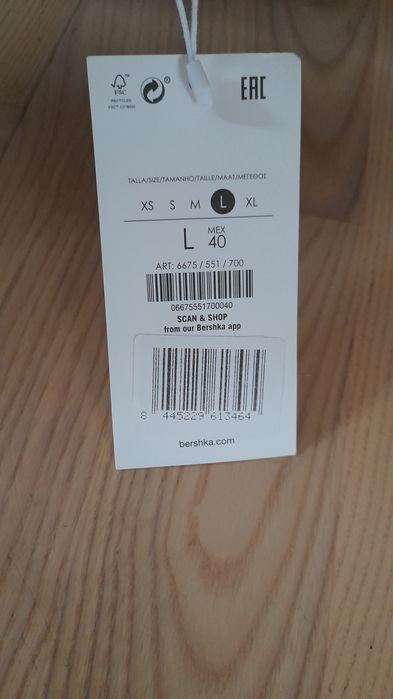 FSC
RECYCLED
EAC
TALLA/SIZE/TAMANHO/TAILLE/MAAT/ΜΕΓΕΘΟΣ
XS S M L XL
L MEX 40
ART: 6675 / 551 / 700
06675551700040
SCAN & SHOP
from our Bershka app
8 445229 613464
bershka.com